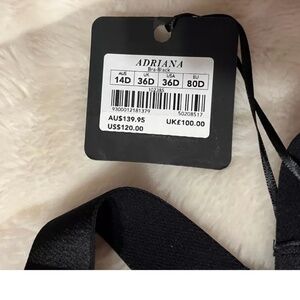 ADRIANA
Bra-Black
AUS UK USA EU
14D 36D 36D 80D
102285
9300012181379 50208517
AU$139.95 UK£100.00
US$120.00